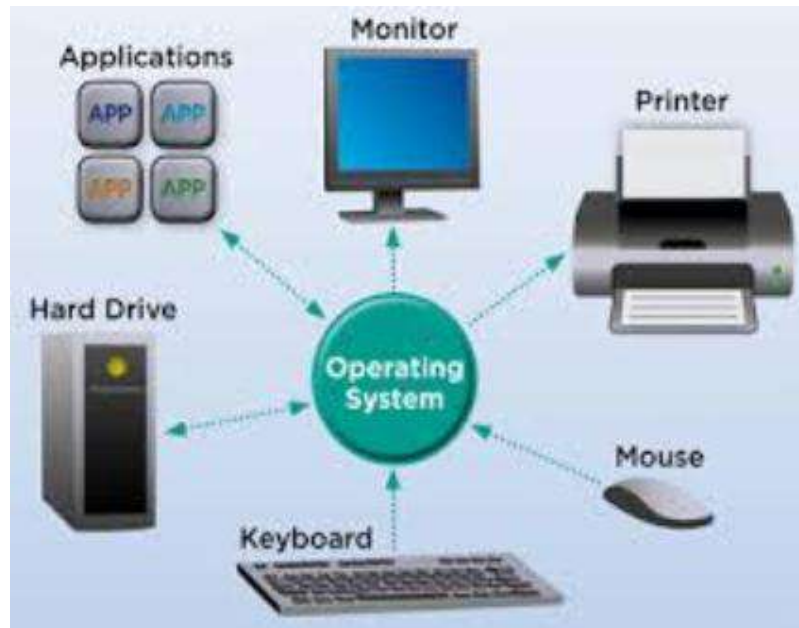 Monitor
Applications
Printer
APP APP
APP APP
Hard Drive
Operating
System
Mouse
Keyboard